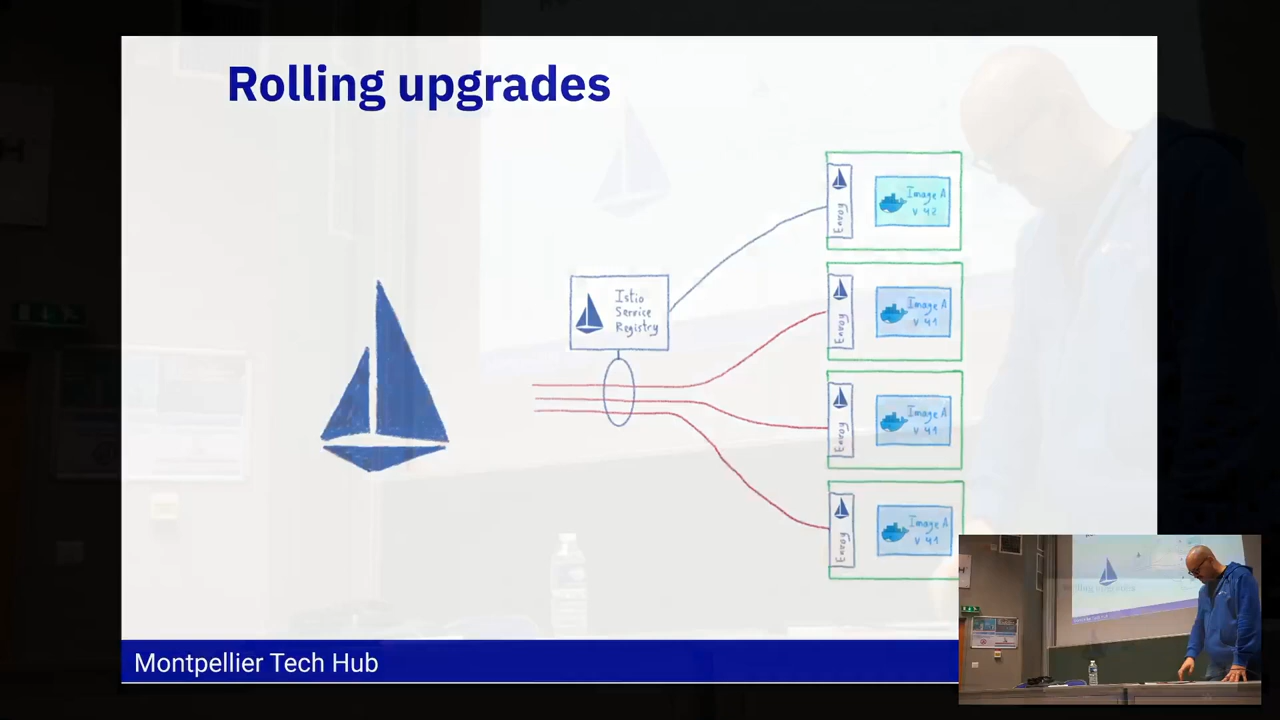 Rolling upgrades
Envoy
Image A
v 42
Istio
Service
Registry
Envoy
Image A
v 41
Envoy
Image A
v 41
Envoy
Image A
v 41
Montpellier Tech Hub